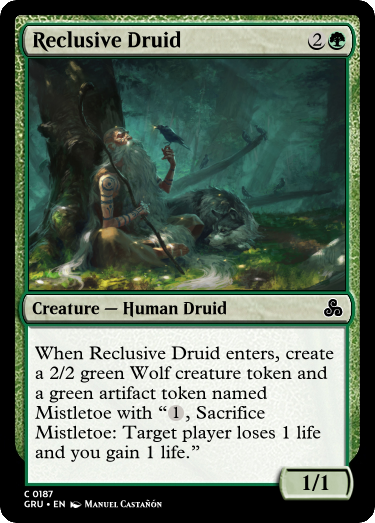 Reclusive Druid 2
Creature — Human Druid
When Reclusive Druid enters, create
a 2/2 green Wolf creature token and
a green artifact token named
Mistletoe with “1, Sacrifice
Mistletoe: Target player loses 1 life
and you gain 1 life.”
1/1
C 0187
GRU • EN Manuel Castañón